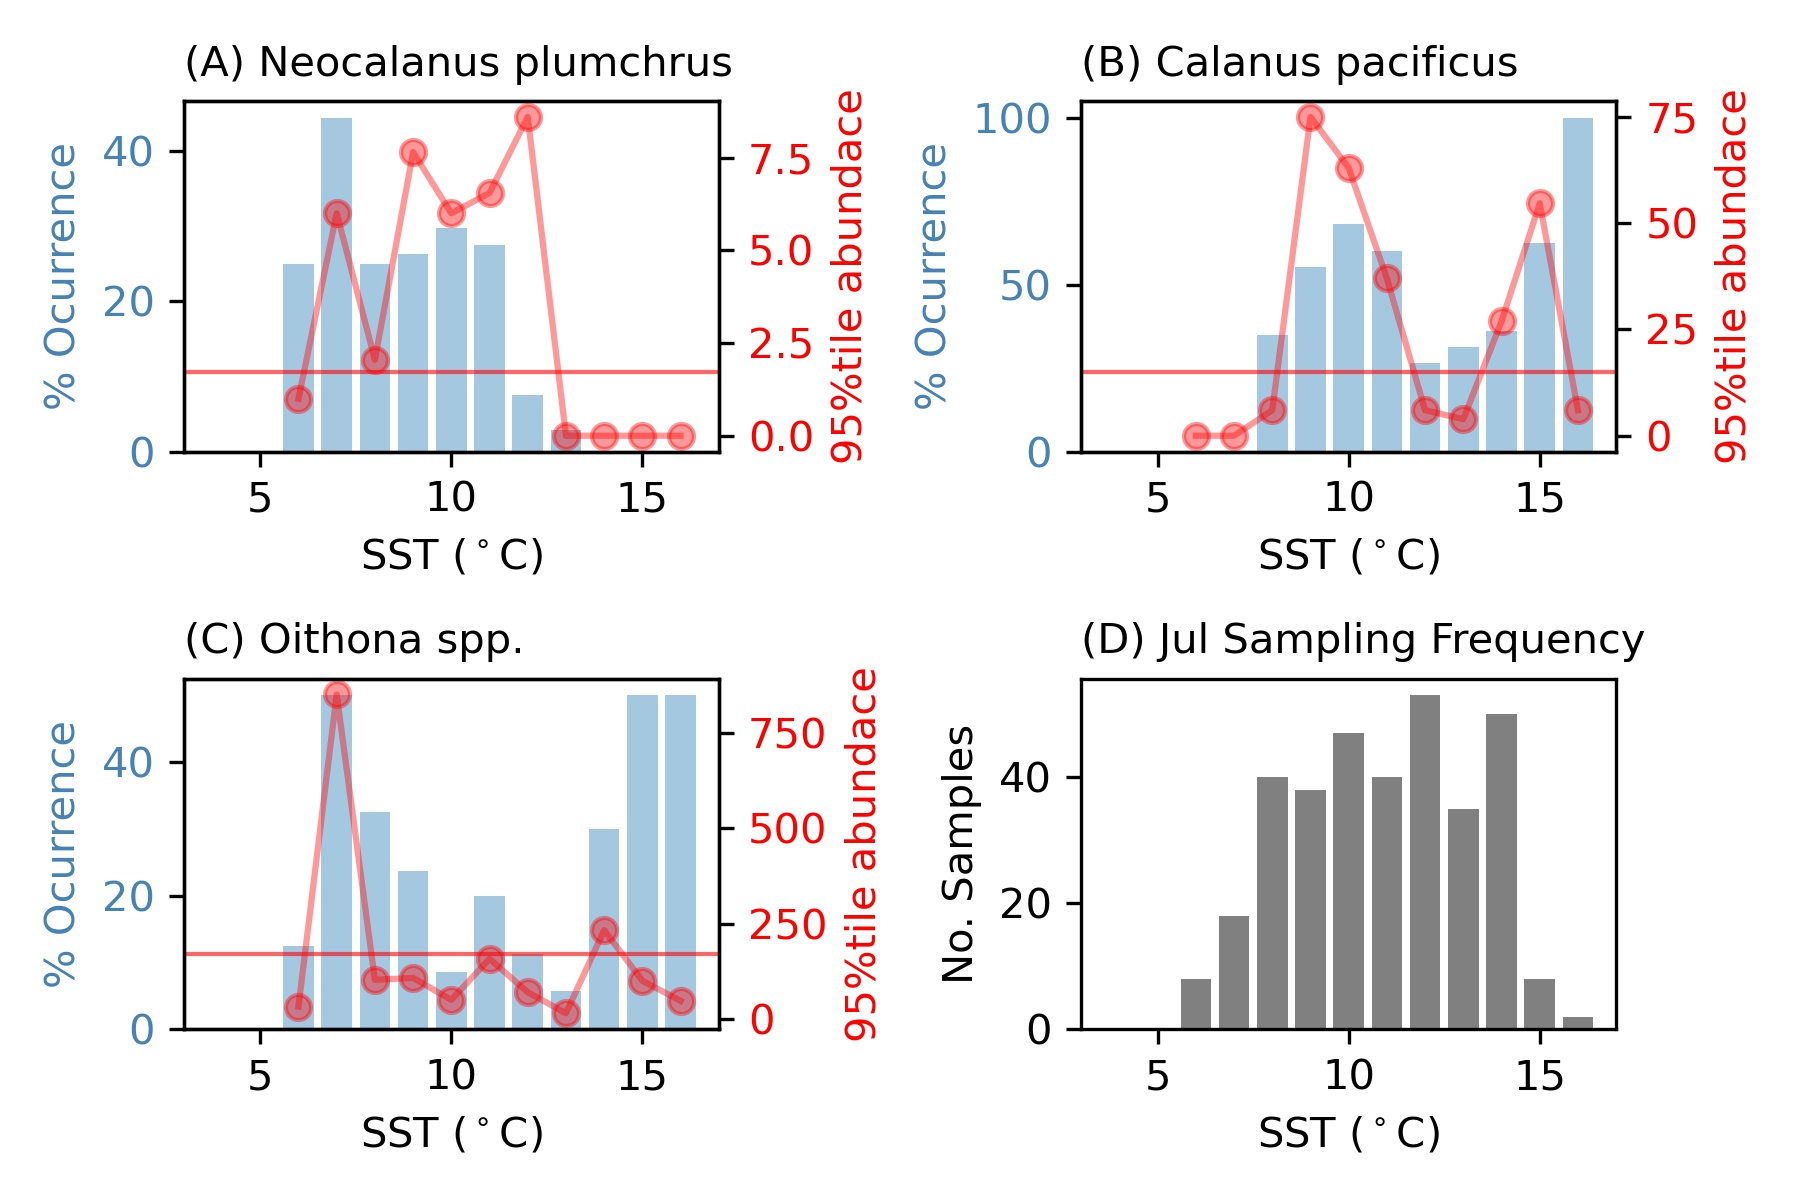 (A) Neocalanus plumchrus
% Ocurrence
40
20
0
7.5
5.0
2.5
0.0
95%tile abundace
5 10 15
SST (°C)
(B) Calanus pacificus
% Ocurrence
100
50
0
75
50
25
0
95%tile abundace
5 10 15
SST (°C)
(C) Oithona spp.
% Ocurrence
40
20
0
750
500
250
0
95%tile abundace
5 10 15
SST (°C)
(D) Jul Sampling Frequency
No. Samples
40
20
0
5 10 15
SST (°C)